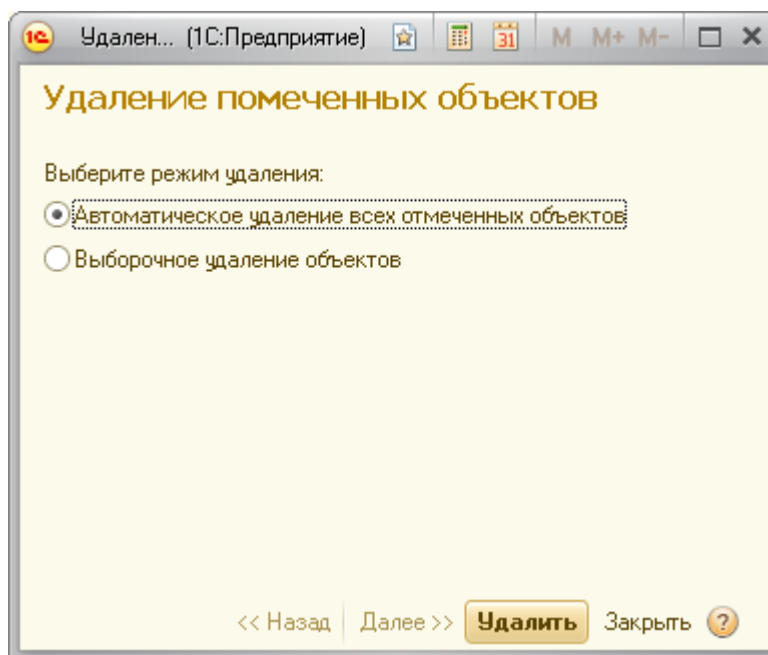 1С Удален... (1С:Предприятие) 31 M M+ M-
Удаление помеченных объектов
Выберите режим удаления:
Автоматическое удаление всех отмеченных объектов
Выборочное удаление объектов
<< Назад Далее >> Удалить Закрыть ?